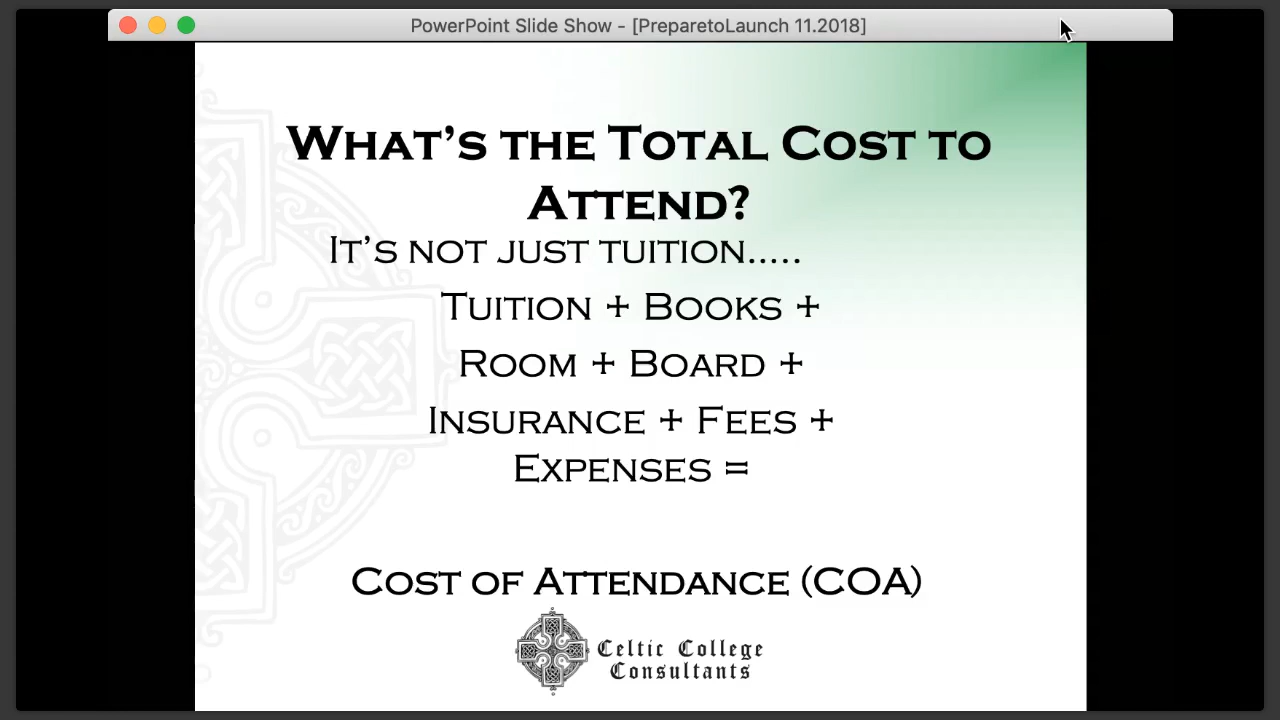 PowerPoint Slide Show - [PreparetoLaunch 11.2018]
What's the Total Cost to
Attend?
It's not just tuition.....
Tuition + Books +
Room + Board +
Insurance + Fees +
Expenses =
Cost of Attendance (COA)
Celtic College
Consultants